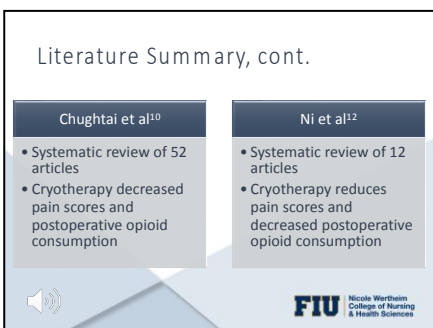 Literature Summary, cont.
Chughtai et al¹⁰
• Systematic review of 52
articles
• Cryotherapy decreased
pain scores and
postoperative opioid
consumption
Ni et al¹²
• Systematic review of 12
articles
• Cryotherapy reduces
pain scores and
decreased postoperative
opioid consumption
FIU
Nicole Wertheim
College of Nursing
& Health Sciences